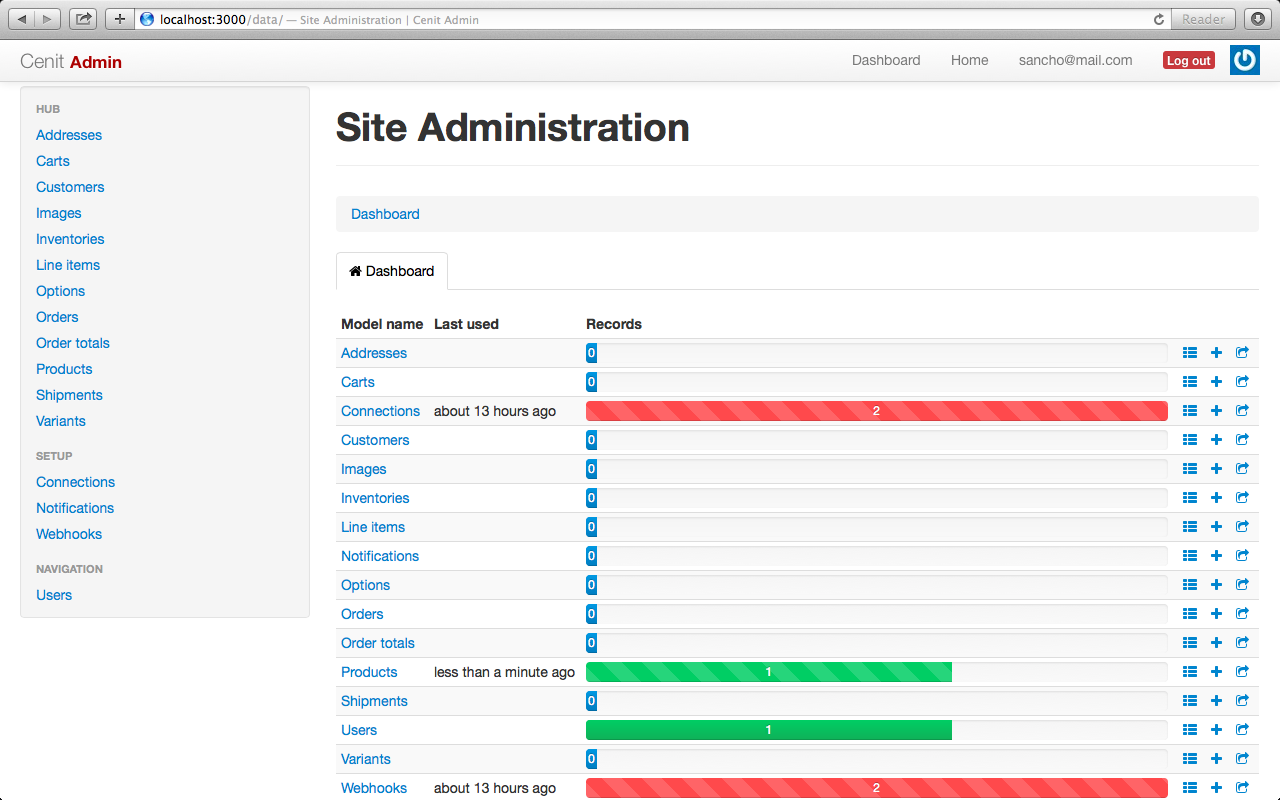 localhost:3000/data/ — Site Administration | Cenit Admin
Reader
Cenit Admin
Dashboard
Home
sancho@mail.com
Log out
HUB
Addresses
Carts
Customers
Images
Inventories
Line items
Options
Orders
Order totals
Products
Shipments
Variants
SETUP
Connections
Notifications
Webhooks
NAVIGATION
Users
Site Administration
Dashboard
Dashboard
Model name Last used Records
Addresses 0
Carts 0
Connections about 13 hours ago 2
Customers 0
Images 0
Inventories 0
Line items 0
Notifications 0
Options 0
Orders 0
Order totals 0
Products less than a minute ago 1
Shipments 0
Users 1
Variants 0
Webhooks about 13 hours ago 2